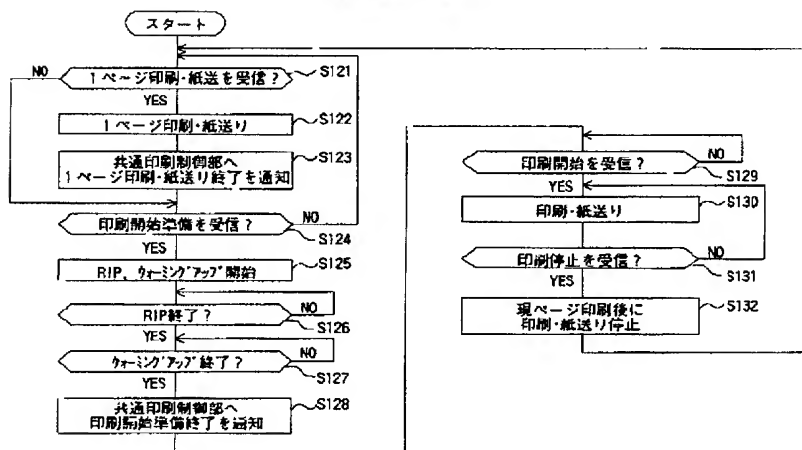 スタート
1ページ印刷・紙送を受信?
S121
NO
YES
1ページ印刷・紙送り
S122
共通印刷制御部へ
1ページ印刷・紙送り終了を通知
S123
印刷開始準備を受信?
NO
S124
YES
RIP、ウォーミングアップ開始
S125
RIP終了?
NO
S126
YES
ウォーミングアップ終了?
NO
S127
YES
共通印刷制御部へ
印刷開始準備終了を通知
S128
印刷開始を受信?
NO
S129
YES
印刷・紙送り
S130
印刷停止を受信?
NO
S131
YES
現ページ印刷後に
印刷・紙送り停止
S132